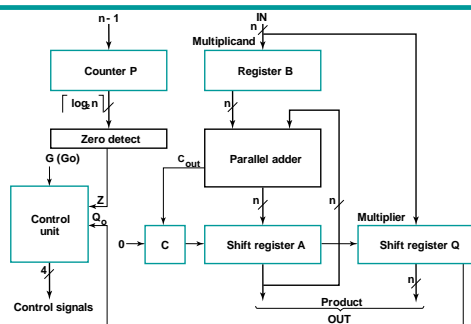 n - 1
IN
n
Multiplicand
Counter P
Register B
log₂ n
n
Zero detect
G (Go)
Cout
Parallel adder
Z
Qo
n
n
Multiplier
Control unit
0
C
Shift register A
Shift register Q
4
n
Control signals
Product
OUT